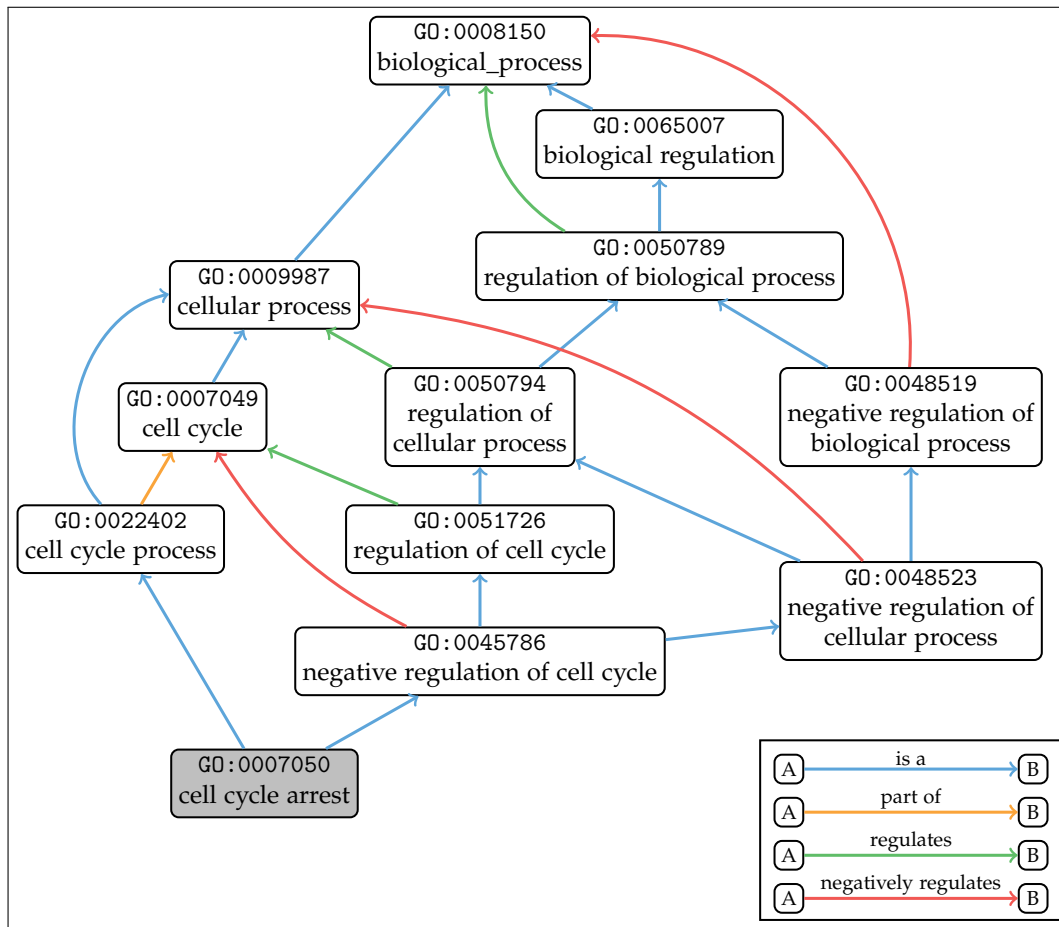 GO:0008150
biological_process
GO:0065007
biological regulation
GO:0050789
regulation of biological process
GO:0009987
cellular process
GO:0007049
cell cycle
GO:0050794
regulation of
cellular process
GO:0048519
negative regulation of
biological process
GO:0022402
cell cycle process
GO:0051726
regulation of cell cycle
GO:0048523
negative regulation of
cellular process
GO:0045786
negative regulation of cell cycle
GO:0007050
cell cycle arrest
A is a B
A part of B
A regulates B
A negatively regulates B